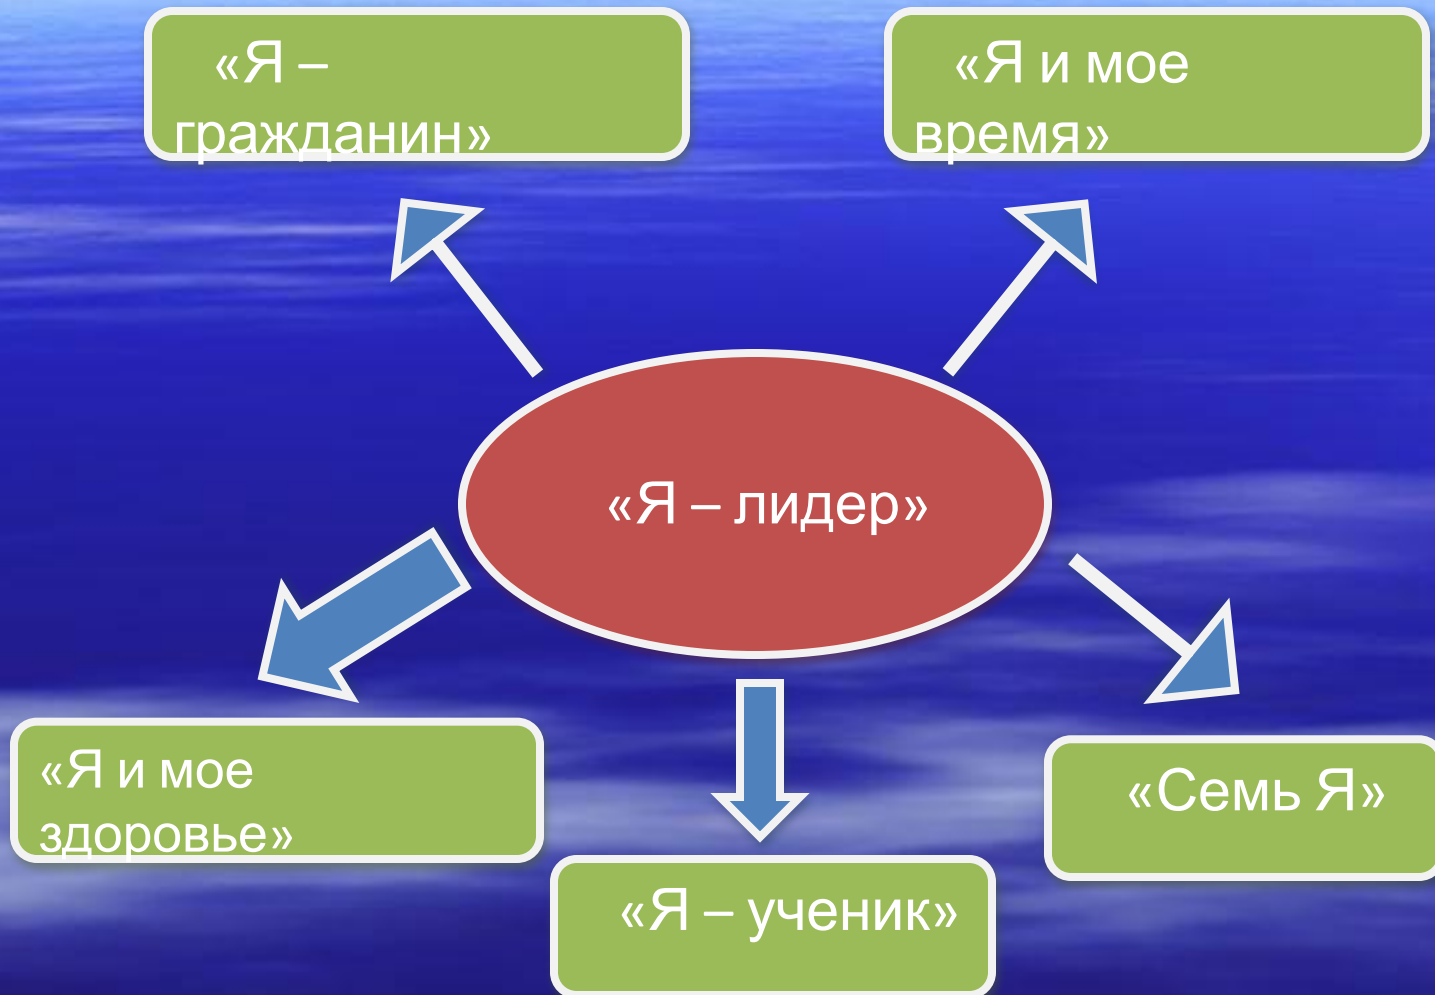 «Я –
гражданин»
«Я и мое
время»
«Я – лидер»
«Я и мое
здоровье»
«Семь Я»
«Я – ученик»